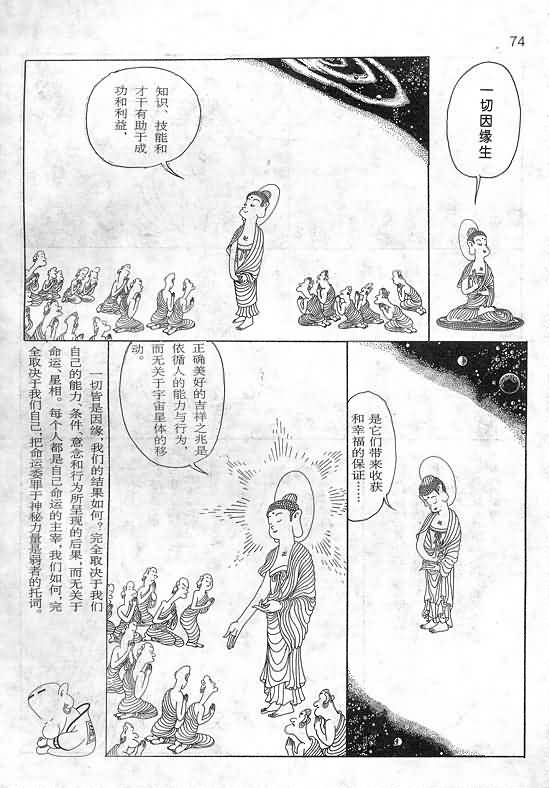 74
一切因缘生
知识、技能和
才干有助于成
功和利益,
是它们带来收获
和幸福的保证……
正确美好的吉祥之兆是
依循人的能力与行为,
而无关于宇宙星体的移
动。
一切皆是因缘,我们的结果如何?完全取决于我们
自己的能力、条件、意念和行为所呈现的后果,而无关于
命运、星相。每个人都是自己命运的主宰,我们如何,完
全取决于我们自己,把命运委罪于神秘力量是弱者的托词。